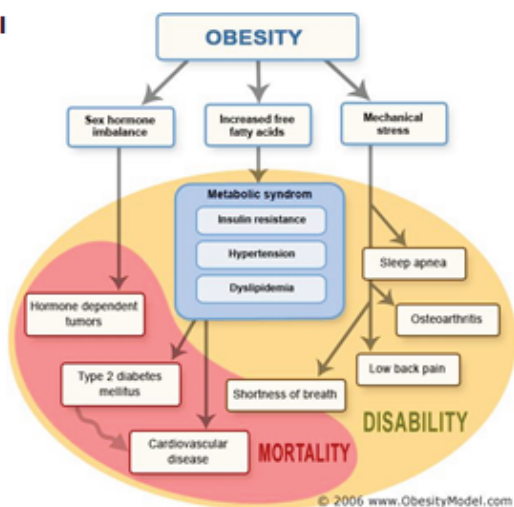 I
OBESITY
Sex hormone
imbalance
Increased free
fatty acids
Mechanical
stress
Metabolic syndrom
Insulin resistance
Hypertension
Dyslipidemia
Sleep apnea
Hormone dependent
tumors
Osteoarthritis
Type 2 diabetes
mellitus
Low back pain
Shortness of breath
DISABILITY
Cardiovascular
disease
MORTALITY
© 2006 www.ObesityModel.com